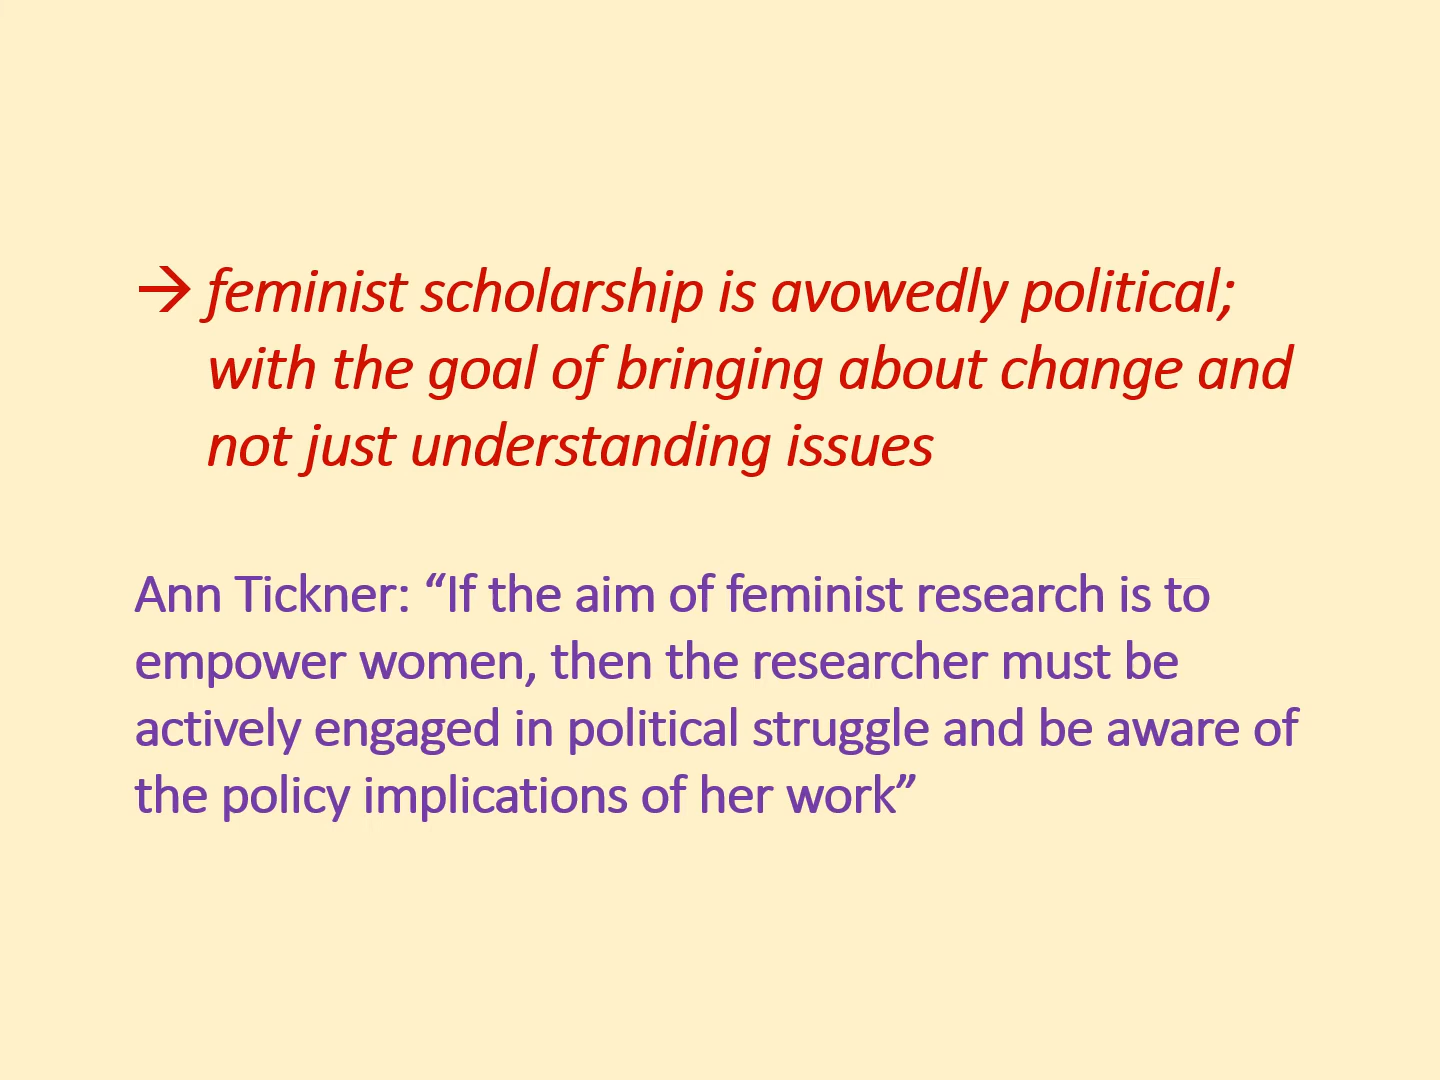 → feminist scholarship is avowedly political;
with the goal of bringing about change and
not just understanding issues
Ann Tickner: “If the aim of feminist research is to
empower women, then the researcher must be
actively engaged in political struggle and be aware of
the policy implications of her work”